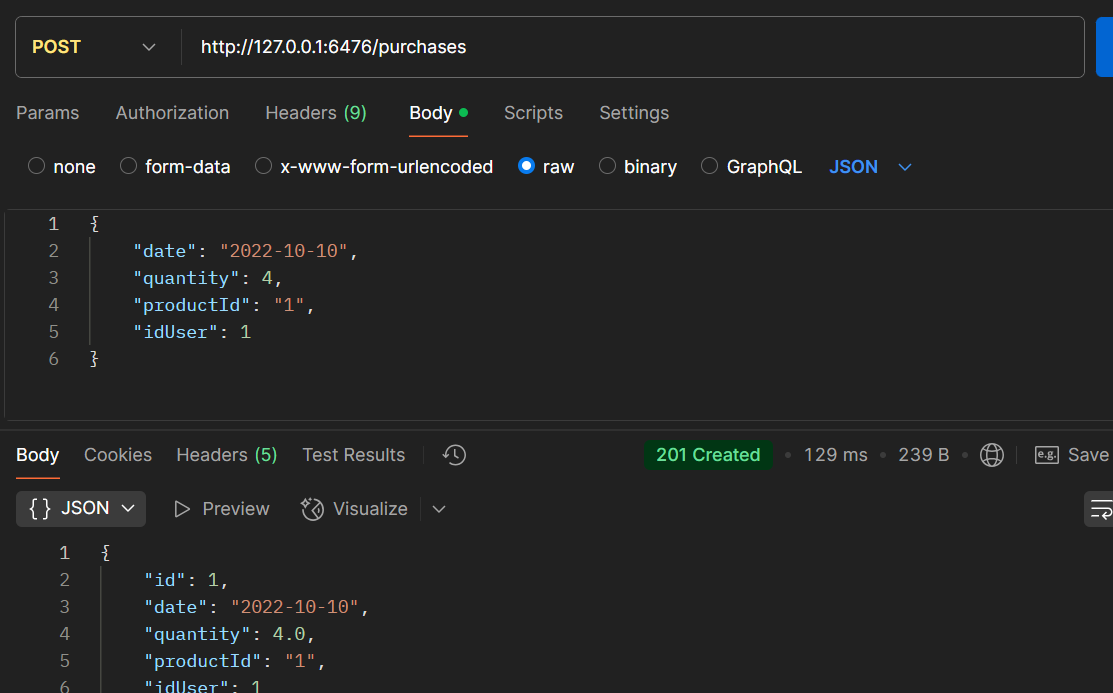 POST http://127.0.0.1:6476/purchases
Params Authorization Headers (9) Body Scripts Settings
none form-data x-www-form-urlencoded raw binary GraphQL JSON
1 {
2 "date": "2022-10-10",
3 "quantity": 4,
4 "productId": "1",
5 "idUser": 1
6 }
Body Cookies Headers (5) Test Results 201 Created • 129 ms • 239 B • e.g. Save
{} JSON Preview Visualize
1 {
2 "id": 1,
3 "date": "2022-10-10",
4 "quantity": 4.0,
5 "productId": "1",
6 "idUser": 1